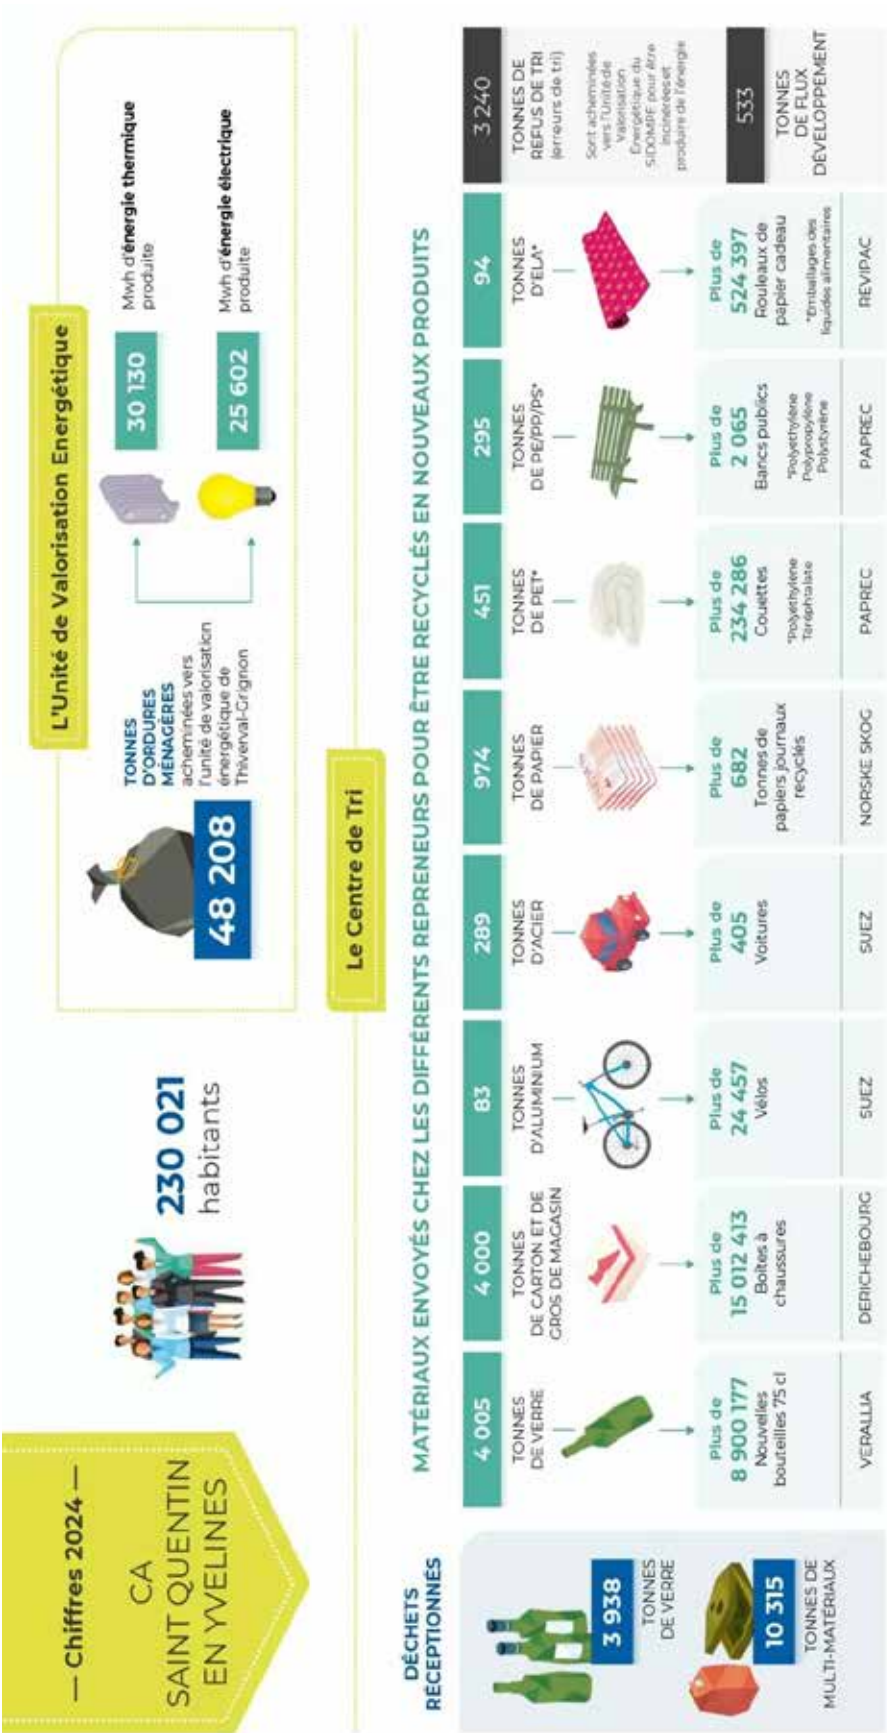 — Chiffres 2024 —
CA
SAINT QUENTIN
EN YVELINES
230 021
habitants
L'Unité de Valorisation Energétique
48 208
TONNES
D'ORDURES
MÉNAGÈRES
acheminées vers
l'unité de valorisation
énergétique de
Thiverval-Grignon
30 130
Mwh d'énergie thermique
produite
25 602
Mwh d'énergie électrique
produite
Le Centre de Tri
DÉCHETS
RÉCEPTIONNÉS
3 938
TONNES
DE VERRE
10 315
TONNES DE
MULTI-MATÉRIAUX
MATÉRIAUX ENVOYÉS CHEZ LES DIFFÉRENTS REPRENEURS POUR ÊTRE RECYCLÉS EN NOUVEAUX PRODUITS
4 005
TONNES
DE VERRE
Plus de
8 900 177
Nouvelles
bouteilles 75 cl
VERALLIA
4 000
TONNES
DE CARTON ET DE
GROS DE MAGASIN
Plus de
15 012 413
Boîtes à
chaussures
DERICHEBOURG
83
TONNES
D'ALUMINIUM
Plus de
24 457
Vélos
SUEZ
289
TONNES
D'ACIER
Plus de
405
Voitures
SUEZ
974
TONNES
DE PAPIER
Plus de
682
Tonnes de
papiers journaux
recyclés
NORSKE SKOG
451
TONNES
DE PET*
Plus de
234 286
Couettes
*Polyéthylène
Téréphtalate
PAPREC
295
TONNES
DE PE/PP/PS*
Plus de
2 065
Bancs publics
*Polyéthylène
Polypropylène
Polystyrène
PAPREC
94
TONNES
D'ELA*
Plus de
524 397
Rouleaux de
papier cadeau
*Emballages des
liquides alimentaires
REVIPAC
3 240
TONNES DE
REFUS DE TRI
(erreurs de tri)
Sont acheminées
vers l'Unité de
Valorisation
Énergétique du
SIDOMPE pour être
incinérées et
produire de l'énergie
533
TONNES
DE FLUX
DÉVELOPPEMENT